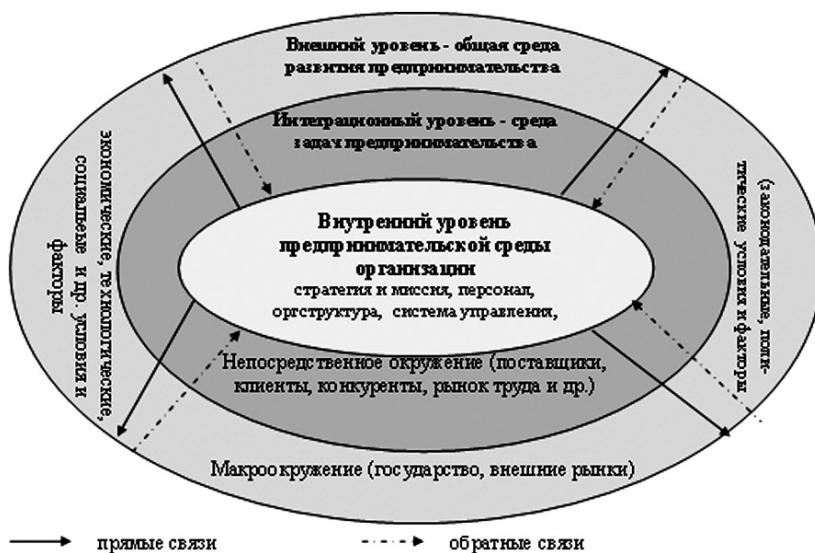 Внешний уровень - общая среда
развития предпринимательства
Интеграционный уровень - среда
задач предпринимательства
экономические, технологические,
социальные и др. условия и
факторы
(законодательные, поли-
тические условия и факторы
Внутренний уровень
предпринимательской среды
организации
стратегия и миссия, персонал,
оргструктура, система управления,
Непосредственное окружение (поставщики,
клиенты, конкуренты, рынок труда и др.)
Макроокружение (государство, внешние рынки)
прямые связи
обратные связи